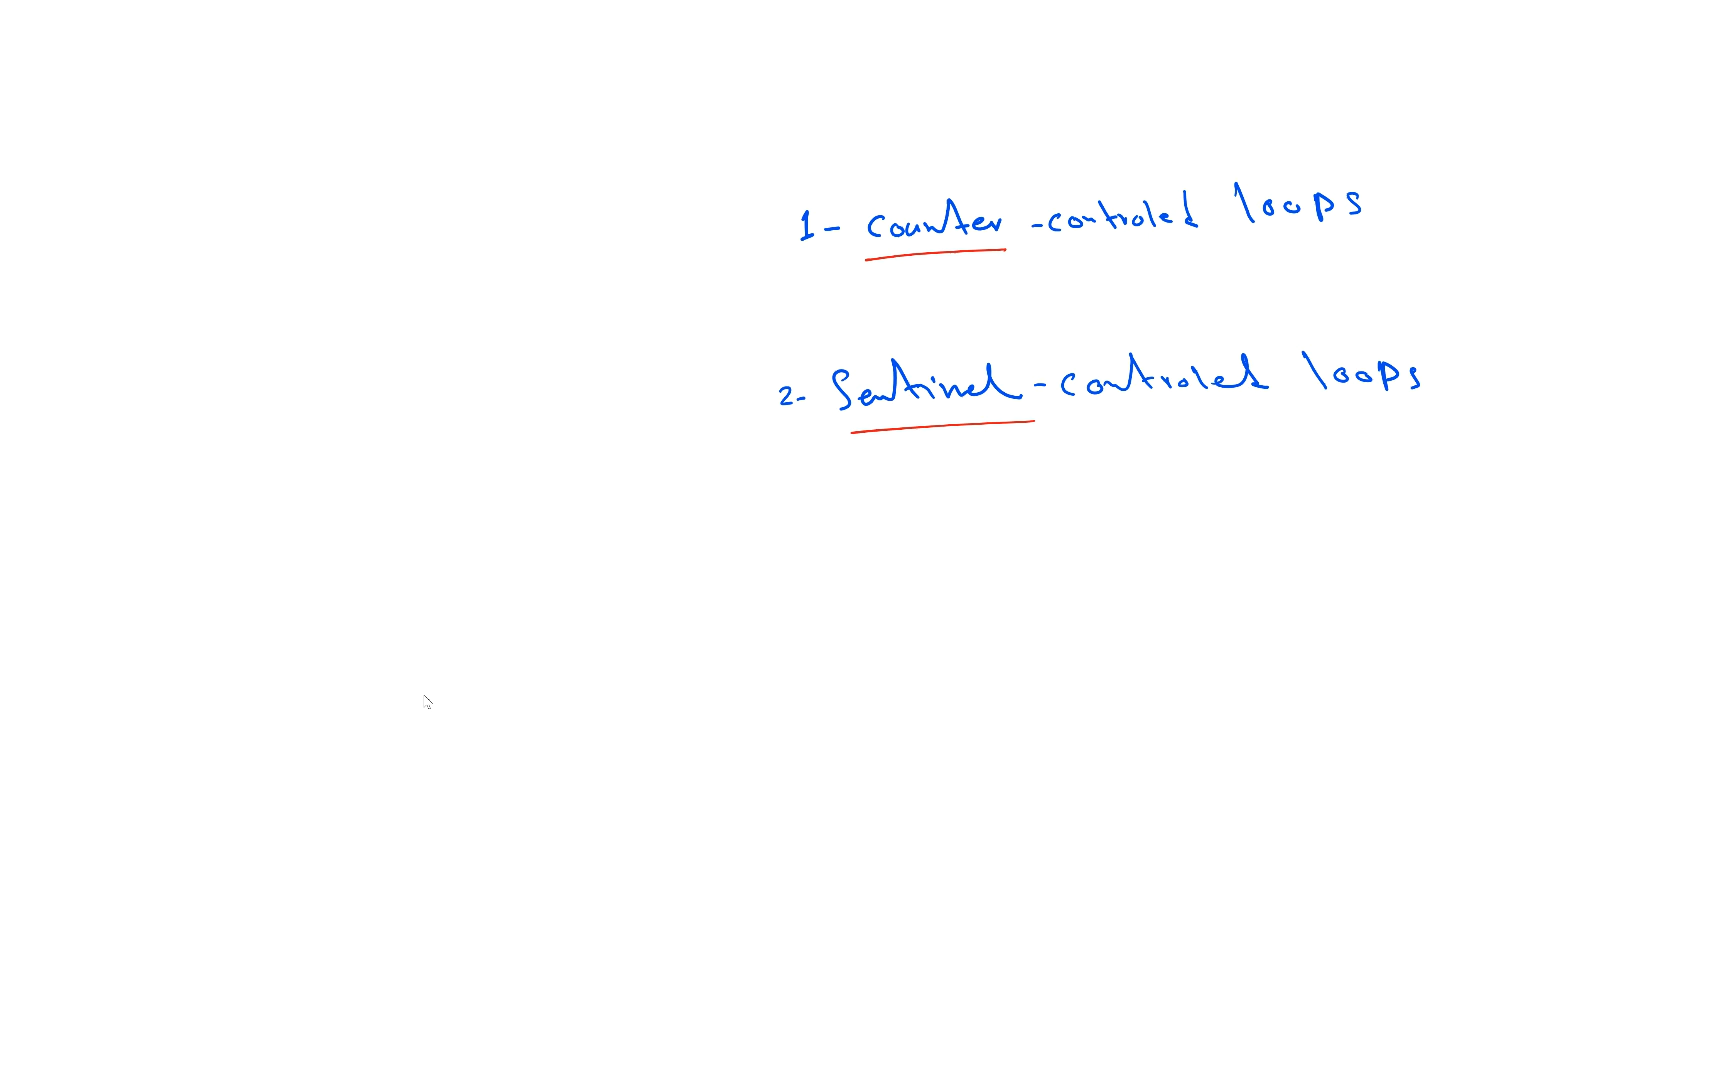 1- counter -controled loops
2- Sentinel -controled loops